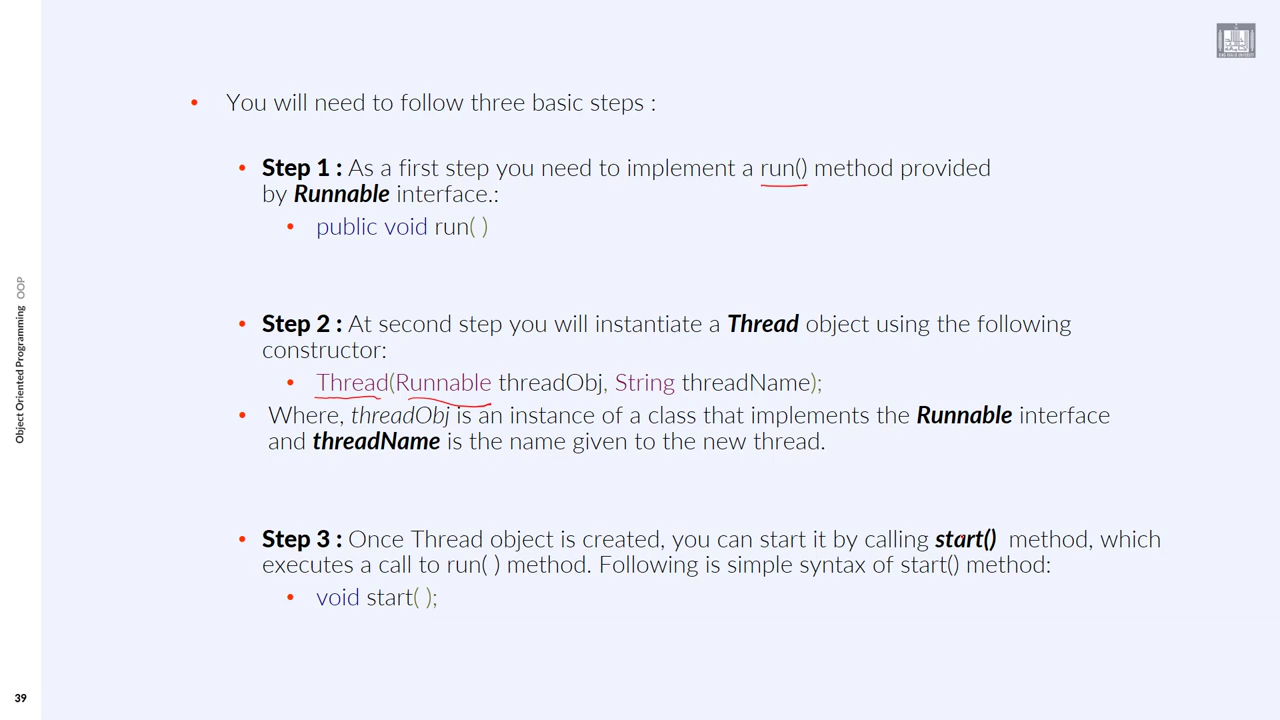 You will need to follow three basic steps :
Step 1 : As a first step you need to implement a run() method provided
by Runnable interface.:
public void run( )
Step 2 : At second step you will instantiate a Thread object using the following
constructor:
Thread(Runnable threadObj, String threadName);
Where, threadObj is an instance of a class that implements the Runnable interface
and threadName is the name given to the new thread.
Step 3 : Once Thread object is created, you can start it by calling start() method, which
executes a call to run( ) method. Following is simple syntax of start() method:
void start( );
Object Oriented Programming OOP
39